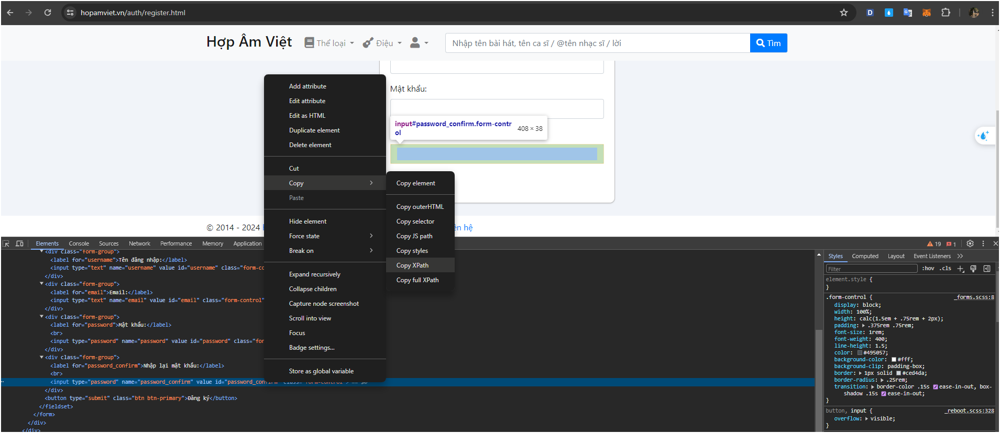 hopamviet.vn/auth/register.html
Hợp Âm Việt
Thể loại
Điệu
Nhập tên bài hát, tên ca sĩ / @tên nhạc sĩ / lời
Tìm
Mật khẩu:
input#password_confirm.form-contr
ol
408 × 38
© 2014 - 2024
ên hệ
Add attribute
Edit attribute
Edit as HTML
Duplicate element
Delete element
Cut
Copy
Paste
Hide element
Force state
Break on
Expand recursively
Collapse children
Capture node screenshot
Scroll into view
Focus
Badge settings...
Store as global variable
Copy element
Copy outerHTML
Copy selector
Copy JS path
Copy styles
Copy XPath
Copy full XPath
Elements Console Sources Network Performance Memory Application
19 1
<div class="form-group">
<label for="username">Tên đăng nhập:</label>
<input type="text" name="username" value id="username" class="form-co
</div>
<div class="form-group">
<label for="email">Email:</label>
<input type="text" name="email" value id="email" class="form-control"
</div>
<div class="form-group">
<label for="password">Mật khẩu:</label>
<br>
<input type="password" name="password" value id="password" class="for
</div>
<div class="form-group">
<label for="password_confirm">Nhập lại mật khẩu:</label>
<br>
<input type="password" name="password_confirm" value id="password_confirm" class="form-control"> == $0
</div>
<button type="submit" class="btn btn-primary">Đăng ký</button>
</fieldset>
</form>
</div>
</div>
Styles Computed Layout Event Listeners
Filter :hov .cls
element.style {
}
.form-control { _forms.scss:8
display: block;
width: 100%;
height: calc(1.5em + .75rem + 2px);
padding: .375rem .75rem;
font-size: 1rem;
font-weight: 400;
line-height: 1.5;
color: #495057;
background-color: #fff;
background-clip: padding-box;
border: 1px solid #ced4da;
border-radius: .25rem;
transition: border-color .15s ease-in-out, box-
shadow .15s ease-in-out;
}
button, input { _reboot.scss:328
overflow: visible;
}